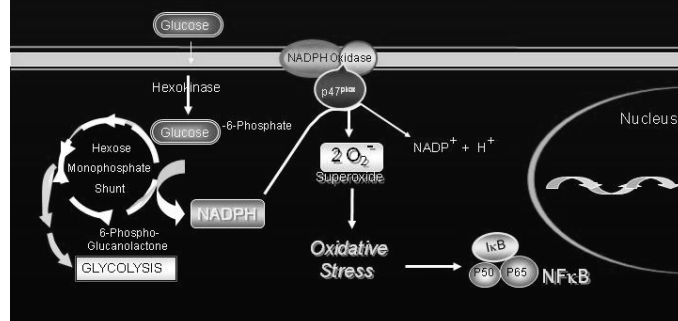 Glucose
NADPH Oxidase
p47phox
Hexokinase
Glucose -6-Phosphate
Nucleus
Hexose
Monophosphate
Shunt
NADP+ + H+
2 O2-
Superoxide
NADPH
6-Phospho-
Glucanolactone
GLYCOLYSIS
Oxidative
Stress
IκB
P50 P65 NFκB